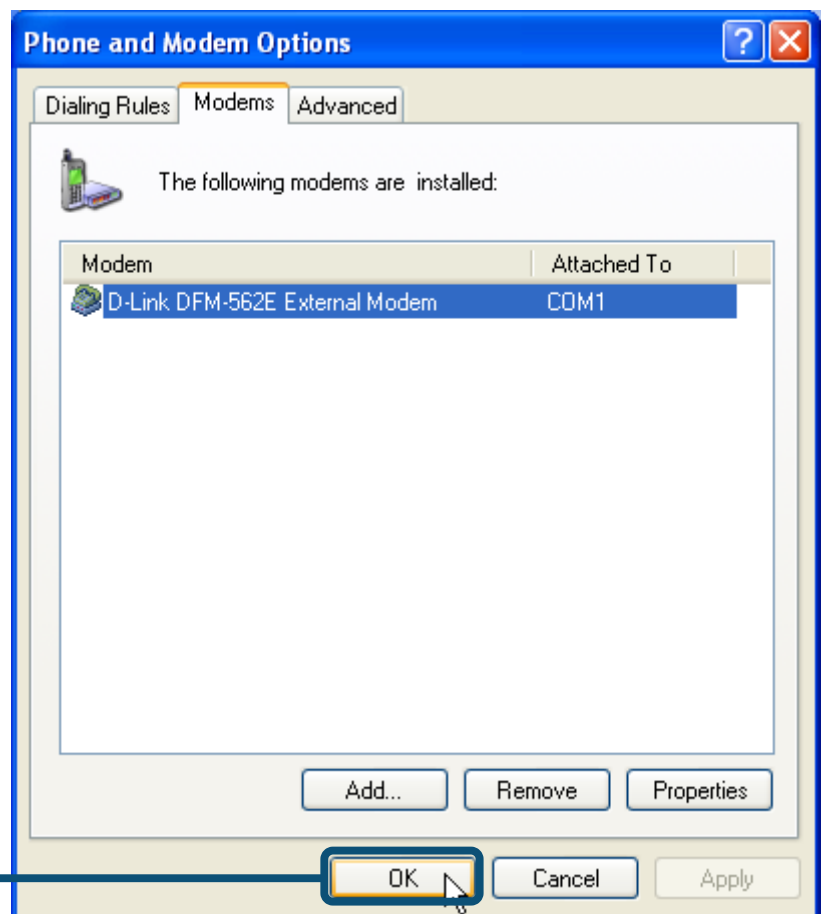 Phone and Modem Options
Dialing Rules Modems Advanced
The following modems are installed:
Modem Attached To
D-Link DFM-562E External Modem COM1
Add... Remove Properties
OK Cancel Apply